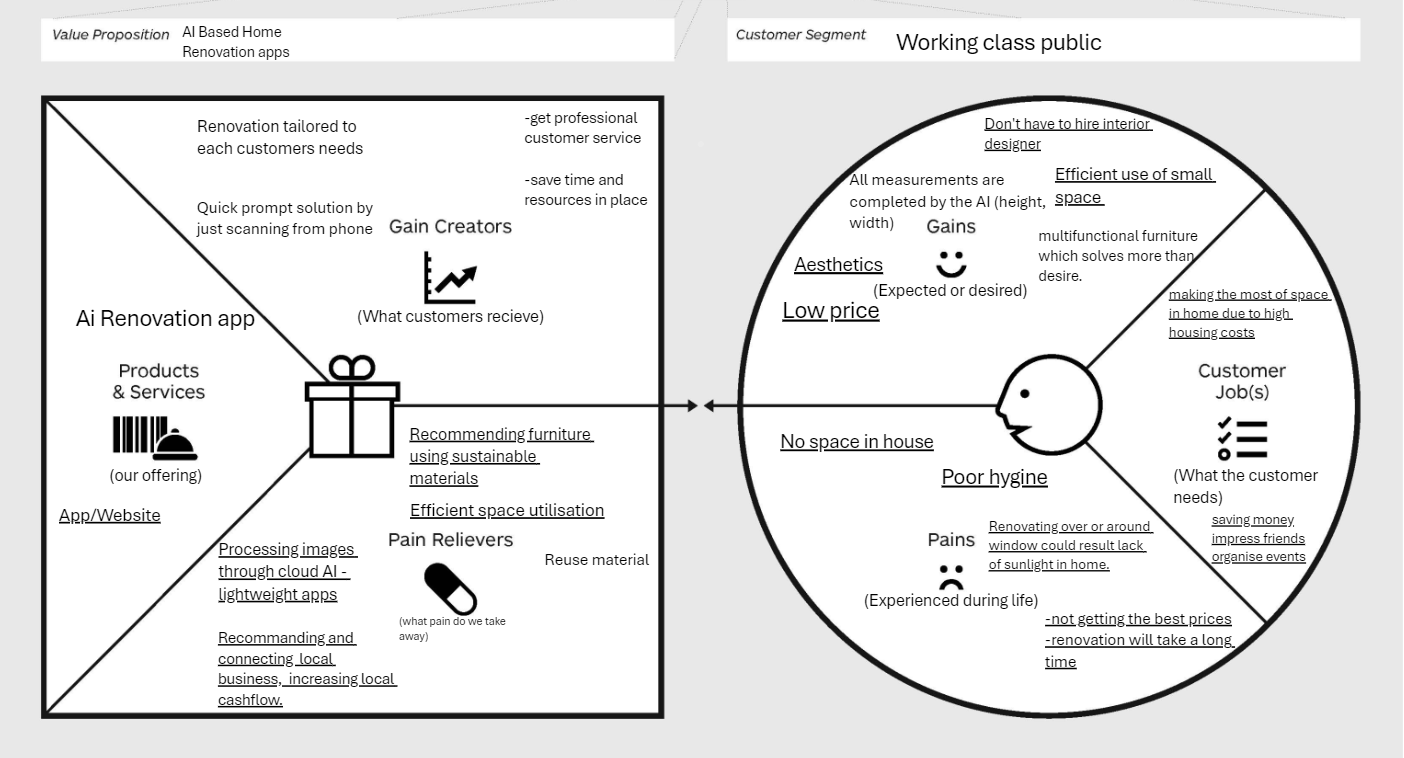 Value Proposition
AI Based Home
Renovation apps
Customer Segment
Working class public
Renovation tailored to
each customers needs
-get professional
customer service
-save time and
resources in place
Quick prompt solution by
just scanning from phone
Gain Creators
(What customers recieve)
Ai Renovation app
Products
& Services
(our offering)
App/Website
Recommending furniture
using sustainable
materials
Efficient space utilisation
Pain Relievers
Reuse material
(what pain do we take
away)
Processing images
through cloud AI -
lightweight apps
Recommanding and
connecting local
business, increasing local
cashflow.
Don't have to hire interior
designer
All measurements are
completed by the AI (height,
width)
Efficient use of small
space
Gains
multifunctional furniture
which solves more than
desire.
Aesthetics
(Expected or desired)
Low price
making the most of space
in home due to high
housing costs
Customer
Job(s)
(What the customer
needs)
saving money
impress friends
organise events
No space in house
Poor hygine
Pains
Renovating over or around
window could result lack
of sunlight in home.
(Experienced during life)
-not getting the best prices
-renovation will take a long
time